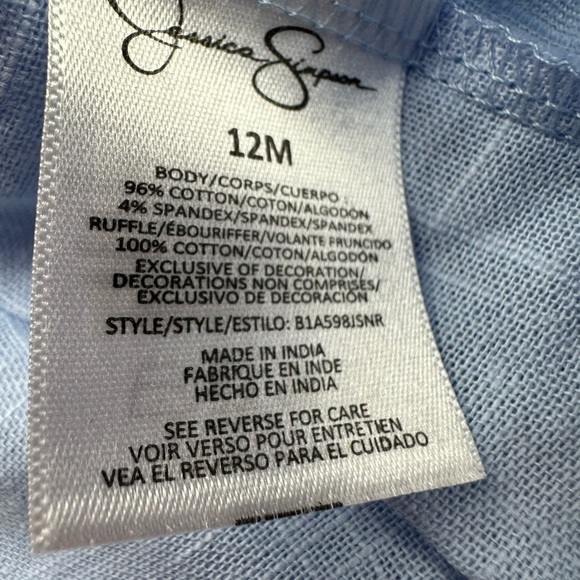 Jessica Simpson
12M
BODY/CORPS/CUERPO
96% COTTON/COTON/ALGODÓN
4% SPANDEX/SPANDEX/SPANDEX
RUFFLE/ÉBOURIFFER/VOLANTE FRUNCIDO
100% COTTON/COTON/ALGODÓN
EXCLUSIVE OF DECORATION/
DECORATIONS NON COMPRISES/
EXCLUSIVO DE DECORACIÓN
STYLE/STYLE/ESTILO: B1A598JSNR
MADE IN INDIA
FABRIQUE EN INDE
HECHO EN INDIA
SEE REVERSE FOR CARE
VOIR VERSO POUR ENTRETIEN
VEA EL REVERSO PARA EL CUIDADO